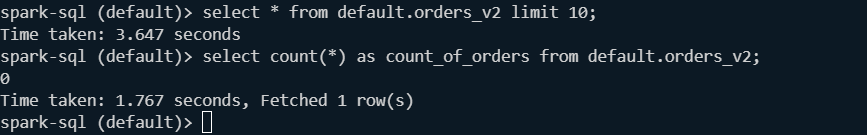 spark-sql (default)> select * from default.orders_v2 limit 10;
Time taken: 3.647 seconds
spark-sql (default)> select count(*) as count_of_orders from default.orders_v2;
0
Time taken: 1.767 seconds, Fetched 1 row(s)
spark-sql (default)>